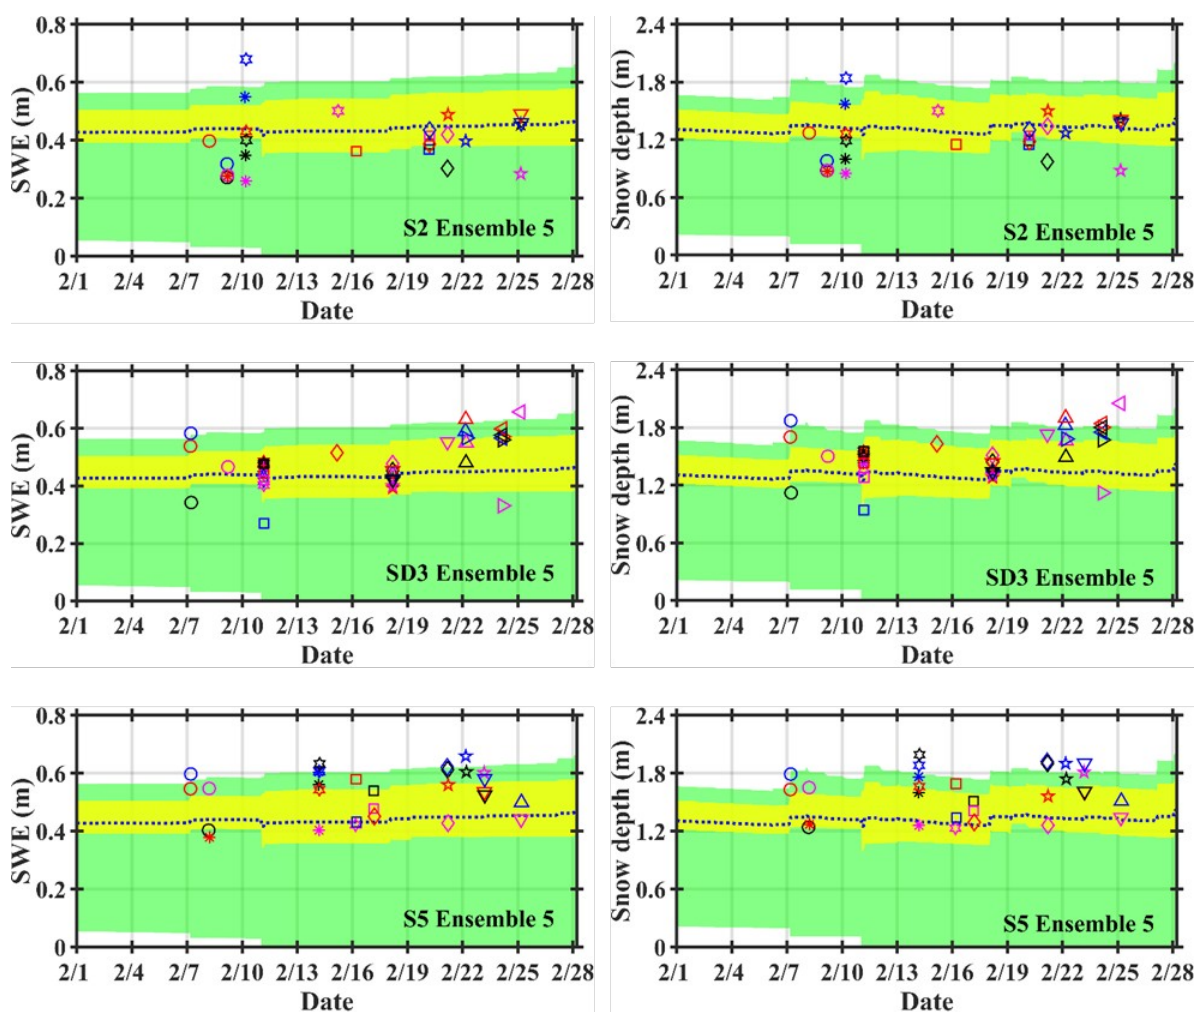 0.8
0.6
0.4
0.2
0
SWE (m)
S2 Ensemble 5
2/1 2/4 2/7 2/10 2/13 2/16 2/19 2/22 2/25 2/28
Date
2.4
1.8
1.2
0.6
0
Snow depth (m)
S2 Ensemble 5
2/1 2/4 2/7 2/10 2/13 2/16 2/19 2/22 2/25 2/28
Date
0.8
0.6
0.4
0.2
0
SWE (m)
SD3 Ensemble 5
2/1 2/4 2/7 2/10 2/13 2/16 2/19 2/22 2/25 2/28
Date
2.4
1.8
1.2
0.6
0
Snow depth (m)
SD3 Ensemble 5
2/1 2/4 2/7 2/10 2/13 2/16 2/19 2/22 2/25 2/28
Date
0.8
0.6
0.4
0.2
0
SWE (m)
S5 Ensemble 5
2/1 2/4 2/7 2/10 2/13 2/16 2/19 2/22 2/25 2/28
Date
2.4
1.8
1.2
0.6
0
Snow depth (m)
S5 Ensemble 5
2/1 2/4 2/7 2/10 2/13 2/16 2/19 2/22 2/25 2/28
Date